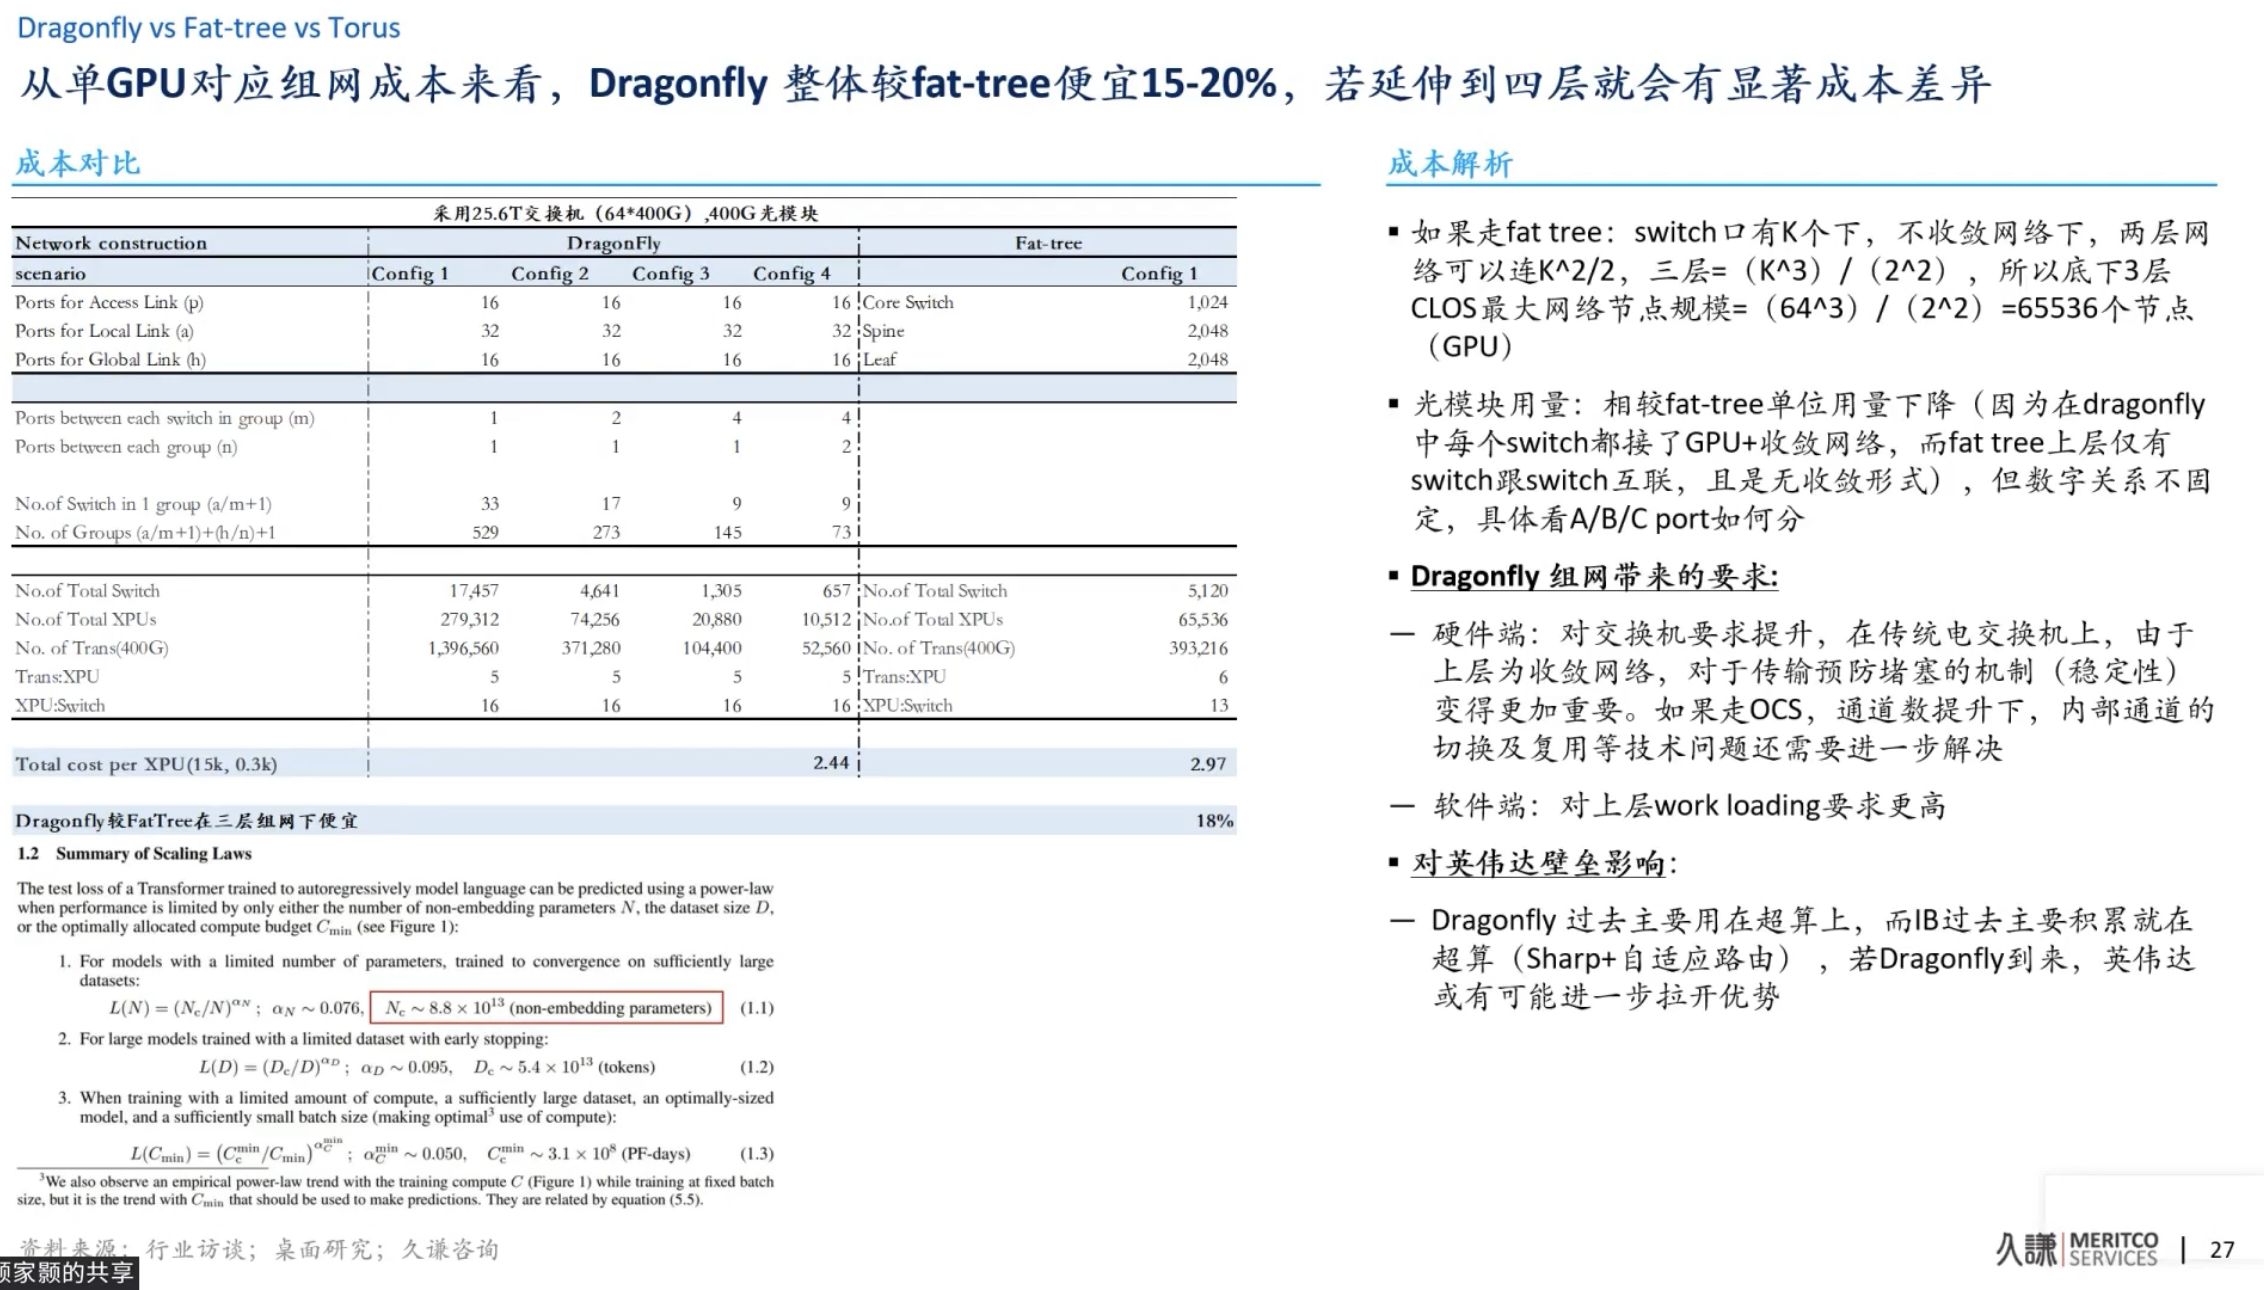 Dragonfly vs Fat-tree vs Torus
从单GPU对应组网成本来看，Dragonfly 整体较fat-tree便宜15-20%，若延伸到四层就会有显著成本差异
成本对比
采用25.6T交换机（64*400G）,400G光模块
Network construction DragonFly Fat-tree
scenario Config 1 Config 2 Config 3 Config 4 Config 1
Ports for Access Link (p) 16 16 16 16 Core Switch 1,024
Ports for Local Link (a) 32 32 32 32 Spine 2,048
Ports for Global Link (h) 16 16 16 16 Leaf 2,048
Ports between each switch in group (m) 1 2 4 4
Ports between each group (n) 1 1 1 2
No.of Switch in 1 group (a/m+1) 33 17 9 9
No. of Groups (a/m+1)+(h/n)+1 529 273 145 73
No.of Total Switch 17,457 4,641 1,305 657 No.of Total Switch 5,120
No.of Total XPUs 279,312 74,256 20,880 10,512 No.of Total XPUs 65,536
No. of Trans(400G) 1,396,560 371,280 104,400 52,560 No. of Trans(400G) 393,216
Trans:XPU 5 5 5 5 Trans:XPU 6
XPU:Switch 16 16 16 16 XPU:Switch 13
Total cost per XPU(15k, 0.3k) 2.44 2.97
Dragonfly较FatTree在三层组网下便宜 18%
1.2 Summary of Scaling Laws
The test loss of a Transformer trained to autoregressively model language can be predicted using a power-law
when performance is limited by only either the number of non-embedding parameters N, the dataset size D,
or the optimally allocated compute budget C_min (see Figure 1):
1. For models with a limited number of parameters, trained to convergence on sufficiently large
datasets:
L(N) = (N_c/N)^{α_N} ; α_N ∼ 0.076, N_c ∼ 8.8 × 10^13 (non-embedding parameters) (1.1)
2. For large models trained with a limited dataset with early stopping:
L(D) = (D_c/D)^{α_D} ; α_D ∼ 0.095, D_c ∼ 5.4 × 10^13 (tokens) (1.2)
3. When training with a limited amount of compute, a sufficiently large dataset, an optimally-sized
model, and a sufficiently small batch size (making optimal³ use of compute):
L(C_min) = (C_c^min/C_min)^{α_C^min} ; α_C^min ∼ 0.050, C_c^min ∼ 3.1 × 10^8 (PF-days) (1.3)
³We also observe an empirical power-law trend with the training compute C (Figure 1) while training at fixed batch
size, but it is the trend with C_min that should be used to make predictions. They are related by equation (5.5).
成本解析
▪ 如果走fat tree：switch口有K个下，不收敛网络下，两层网
络可以连K^2/2，三层=（K^3）/（2^2），所以底下3层
CLOS最大网络节点规模=（64^3）/（2^2）=65536个节点
（GPU）
▪ 光模块用量：相较fat-tree单位用量下降（因为在dragonfly
中每个switch都接了GPU+收敛网络，而fat tree上层仅有
switch跟switch互联，且是无收敛形式），但数字关系不固
定，具体看A/B/C port如何分
▪ Dragonfly 组网带来的要求:
— 硬件端：对交换机要求提升，在传统电交换机上，由于
上层为收敛网络，对于传输预防堵塞的机制（稳定性）
变得更加重要。如果走OCS，通道数提升下，内部通道的
切换及复用等技术问题还需要进一步解决
— 软件端：对上层work loading要求更高
▪ 对英伟达壁垒影响：
— Dragonfly 过去主要用在超算上，而IB过去主要积累就在
超算（Sharp+自适应路由），若Dragonfly到来，英伟达
或有可能进一步拉开优势
资料来源：行业访谈；桌面研究；久谦咨询
家颢的共享
久謙 MERITCO
SERVICES
27